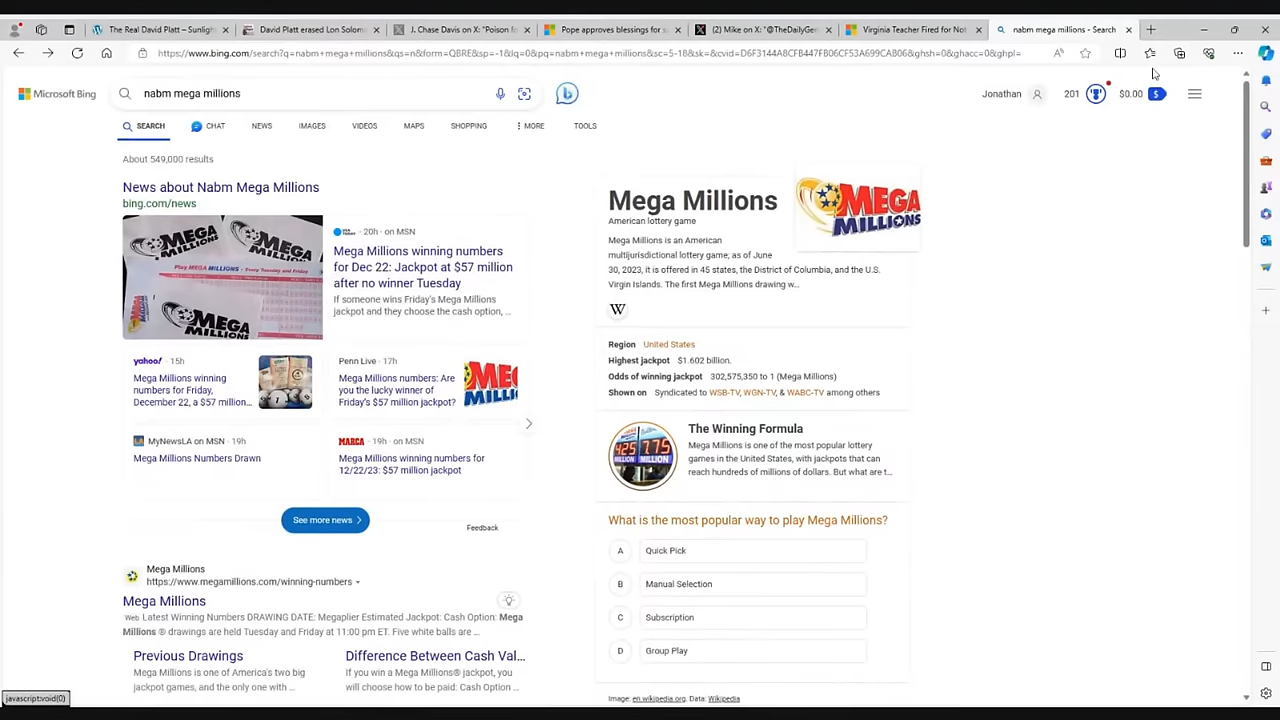 The Real David Platt – Sunlight
David Platt erased Lon Solomo
J. Chase Davis on X: "Poison f
Pope approves blessings for s
(2) Mike on X: "@TheDailyGer
Virginia Teacher Fired for Not
nabm mega millions - Search
https://www.bing.com/search?q=nabm+mega+millions&qs=n&form=QBRE&sp=-1&lq=0&pq=nabm+mega+millions&sc=5-18&sk=&cvid=D6F3144A8CFB447FB06CF53A699CAB06&ghsh=0&ghacc=0&ghpl=
Microsoft Bing
nabm mega millions
Jonathan
201
$0.00
SEARCH
CHAT
NEWS
IMAGES
VIDEOS
MAPS
SHOPPING
MORE
TOOLS
About 549,000 results
News about Nabm Mega Millions
bing.com/news
20h · on MSN
Mega Millions winning numbers
for Dec 22: Jackpot at $57 million
after no winner Tuesday
If someone wins Friday's Mega Millions
jackpot and they choose the cash option, ...
MEGA
MILLIONS
Play MEGA MILLIONS
yahoo! · 15h
Mega Millions winning
numbers for Friday,
December 22, a $57 million...
Penn Live · 17h
Mega Millions numbers: Are
you the lucky winner of
Friday's $57 million jackpot?
MyNewsLA on MSN · 19h
Mega Millions Numbers Drawn
MARCA · 19h · on MSN
Mega Millions winning numbers for
12/22/23: $57 million jackpot
See more news
Feedback
Mega Millions
https://www.megamillions.com/winning-numbers
Mega Millions
Web Latest Winning Numbers DRAWING DATE: Megaplier Estimated Jackpot: Cash Option: Mega
Millions ® drawings are held Tuesday and Friday at 11:00 pm ET. Five white balls are ...
Previous Drawings
Mega Millions is one of America's two big
jackpot games, and the only one with ...
Difference Between Cash Val...
If you win a Mega Millions® jackpot, you
will choose how to be paid: Cash Option ...
Mega Millions
American lottery game
MEGA
MILLIONS
Mega Millions is an American
multijurisdictional lottery game; as of June
30, 2023, it is offered in 45 states, the District of Columbia, and the U.S.
Virgin Islands. The first Mega Millions drawing w...
W
Region United States
Highest jackpot $1.602 billion.
Odds of winning jackpot 302,575,350 to 1 (Mega Millions)
Shown on Syndicated to WSB-TV, WGN-TV, & WABC-TV among others
The Winning Formula
Mega Millions is one of the most popular lottery
games in the United States, with jackpots that can
reach hundreds of millions of dollars. But what are t...
What is the most popular way to play Mega Millions?
A Quick Pick
B Manual Selection
C Subscription
D Group Play
Image: en.wikipedia.org. Data: Wikipedia
javascript:void(0)